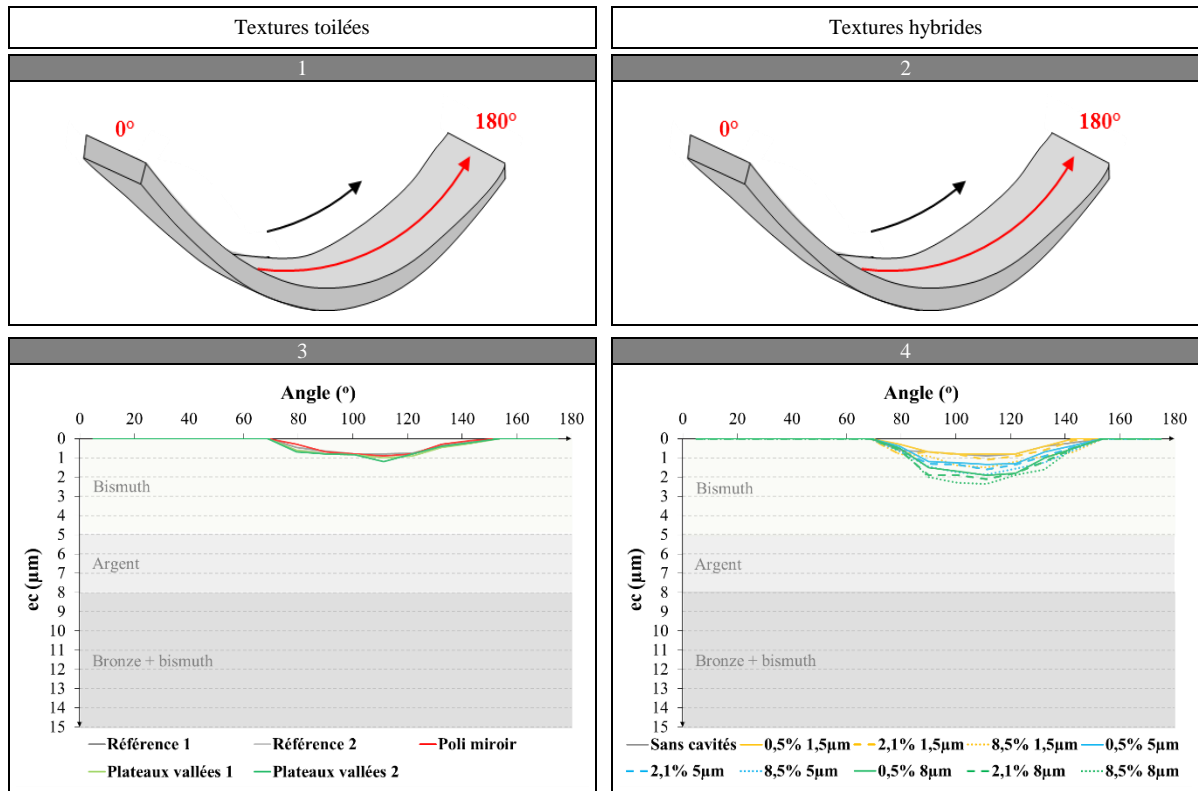 Textures toilées
Textures hybrides
1
2
0°
180°
0°
180°
3
4
Angle (°)
0 20 40 60 80 100 120 140 160 180
0
1
2
3
4
5
6
7
8
9
10
11
12
13
14
15
ec (µm)
Bismuth
Argent
Bronze + bismuth
Référence 1 Référence 2 Poli miroir
Plateaux vallées 1 Plateaux vallées 2
Angle (°)
0 20 40 60 80 100 120 140 160 180
0
1
2
3
4
5
6
7
8
9
10
11
12
13
14
15
ec (µm)
Bismuth
Argent
Bronze + bismuth
Sans cavités 0,5% 1,5µm 2,1% 1,5µm 8,5% 1,5µm 0,5% 5µm
2,1% 5µm 8,5% 5µm 0,5% 8µm 2,1% 8µm 8,5% 8µm